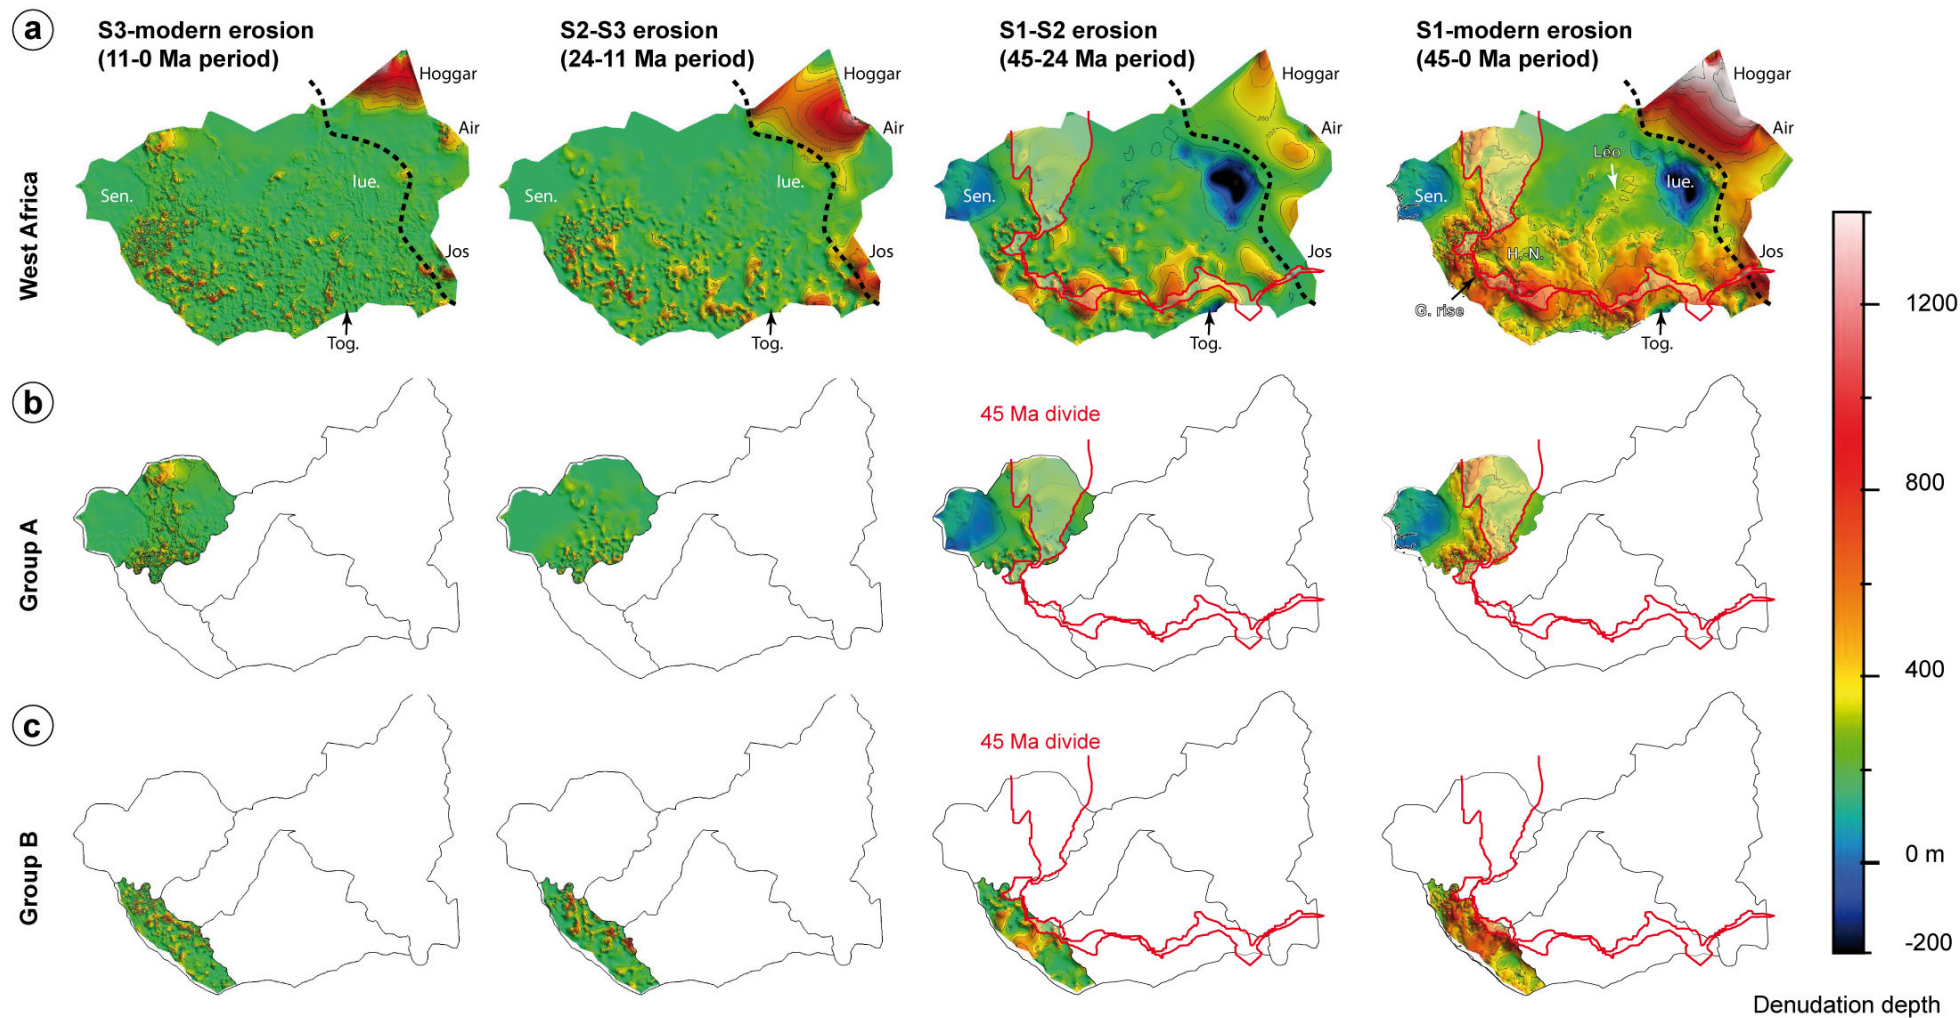 a
S3-modern erosion
(11-0 Ma period)
S2-S3 erosion
(24-11 Ma period)
S1-S2 erosion
(45-24 Ma period)
S1-modern erosion
(45-0 Ma period)
West Africa
Hoggar
Air
Iue.
Sen.
Jos
Tog.
Hoggar
Air
Iue.
Sen.
Jos
Tog.
Hoggar
200
200
Air
Sen.
Jos
Tog.
Hoggar
Air
Léo
Iue.
Sen.
H.-N.
Jos
G. rise
Tog.
b
Group A
45 Ma divide
c
Group B
45 Ma divide
1200
800
400
0 m
-200
Denudation depth